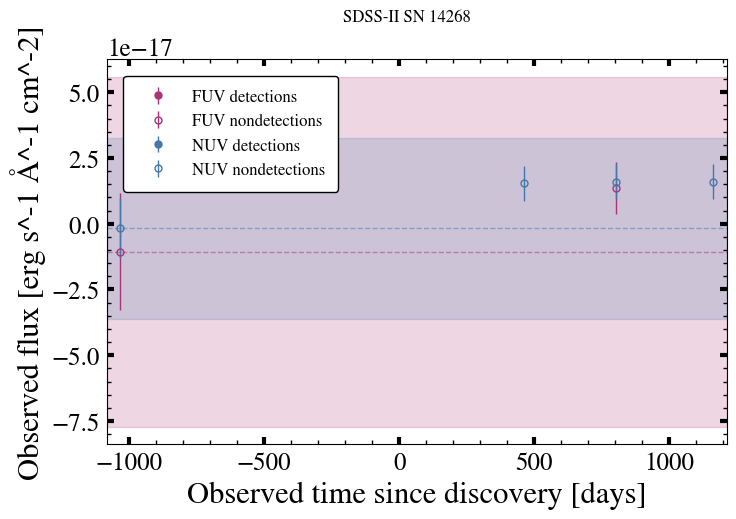 SDSS-II SN 14268
1e−17
FUV detections
FUV nondetections
NUV detections
NUV nondetections
5.0
2.5
0.0
−2.5
−5.0
−7.5
Observed flux [erg s^-1 Å^-1 cm^-2]
−1000
−500
0
500
1000
Observed time since discovery [days]